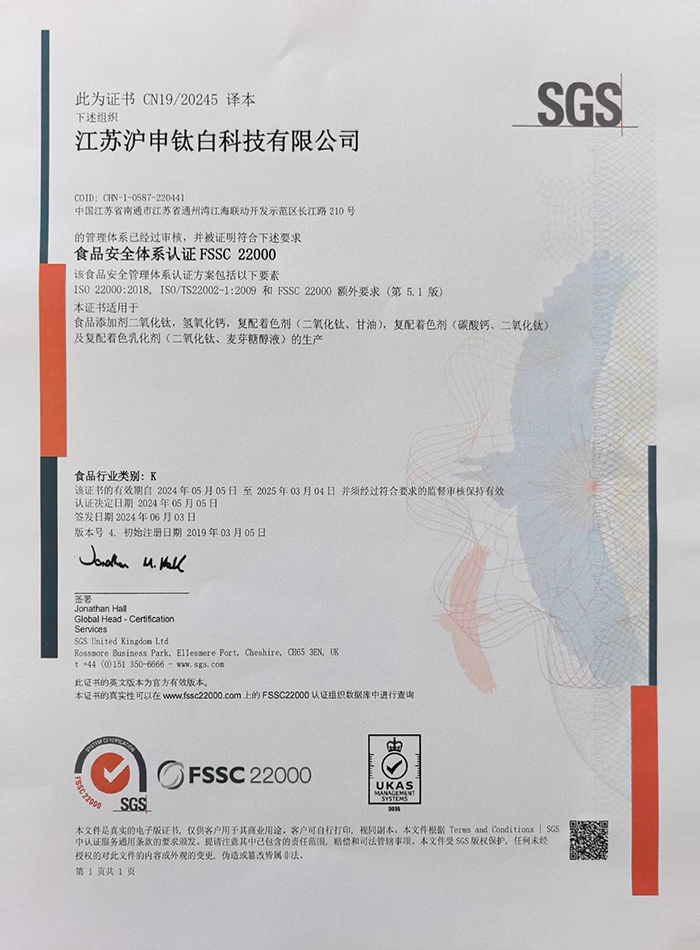 SGS
此为证书 CN19/20245 译本
下述组织
江苏沪申钛白科技有限公司
COID: CHN-1-0587-220441
中国江苏省南通市江苏省通州湾江海联动开发示范区长江路 210 号
的管理体系已经过审核，并被证明符合下述要求
食品安全体系认证 FSSC 22000
该食品安全管理体系认证方案包括以下要素
ISO 22000:2018, ISO/TS22002-1:2009 和 FSSC 22000 额外要求 (第 5.1 版)
本证书适用于
食品添加剂二氧化钛，氢氧化钙，复配着色剂（二氧化钛、甘油），复配着色剂（碳酸钙、二氧化钛）
及复配着色乳化剂（二氧化钛、麦芽糖醇液）的生产
食品行业类别: K
该证书的有效期自 2024 年 05 月 05 日 至 2025 年 03 月 04 日 并须经过符合要求的监督审核保持有效
认证决定日期 2024 年 05 月 05 日
签发日期 2024 年 06 月 03 日
版本号 4. 初始注册日期 2019 年 03 月 05 日
Jonathan M. Hall
签署
Jonathan Hall
Global Head - Certification
Services
SGS United Kingdom Ltd
Rossmore Business Park, Ellesmere Port, Cheshire, CH65 3EN, UK
t +44 (0)151 350-6666 - www.sgs.com
此证书的英文版本为官方有效版本。
本证书的真实性可以在 www.fssc22000.com 上的 FSSC22000 认证组织数据库中进行查询
SYSTEM CERTIFICATION
FSSC 22000
SGS
FSSC 22000
UKAS
MANAGEMENT
SYSTEMS
0005
本文件是真实的电子版证书，仅供客户用于其商业用途。客户可自行打印，视同副本。本文件根据 Terms and Conditions | SGS
中认证服务通用条款的要求颁发。提请注意其中已包含的责任范围，赔偿和司法管辖事项。本文件受 SGS 版权保护，任何未经
授权的对此文件的内容或外观的变更，伪造或篡改皆属非法。
第 1 页共 1 页